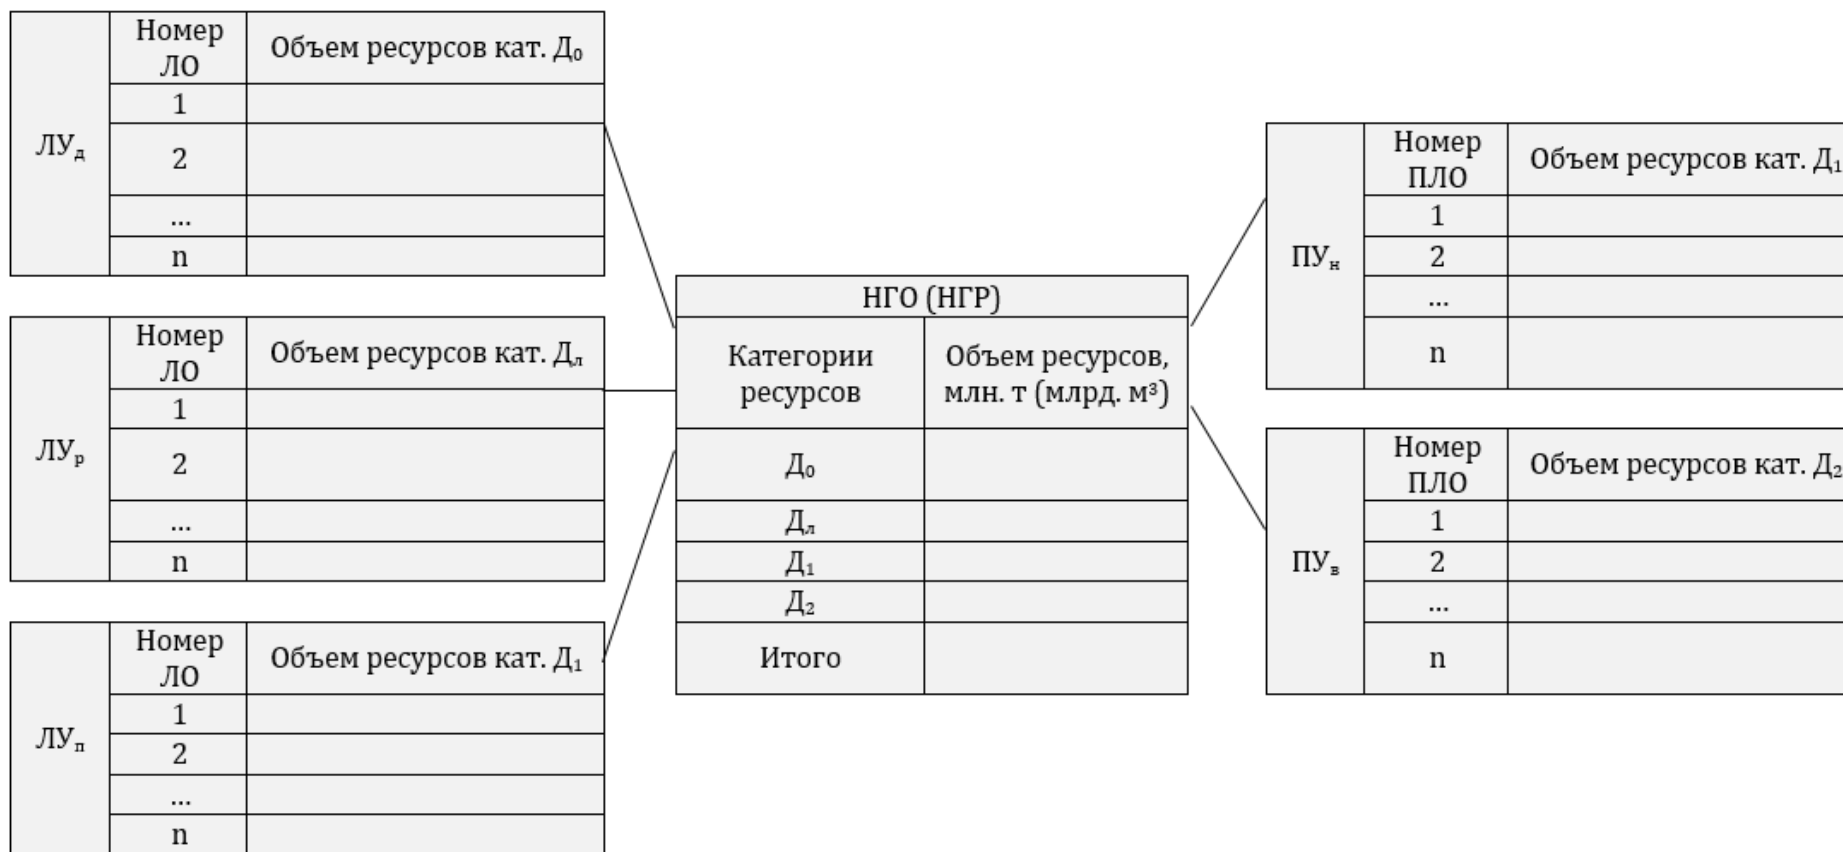 ЛУд
Номер
ЛО
Объем ресурсов кат. Д₀
1
2
...
n
ЛУр
Номер
ЛО
Объем ресурсов кат. Дл
1
2
...
n
ЛУп
Номер
ЛО
Объем ресурсов кат. Д₁
1
2
...
n
НГО (НГР)
Категории
ресурсов
Объем ресурсов,
млн. т (млрд. м³)
Д₀
Дл
Д₁
Д₂
Итого
ПУн
Номер
ПЛО
Объем ресурсов кат. Д₁
1
2
...
n
ПУв
Номер
ПЛО
Объем ресурсов кат. Д₂
1
2
...
n